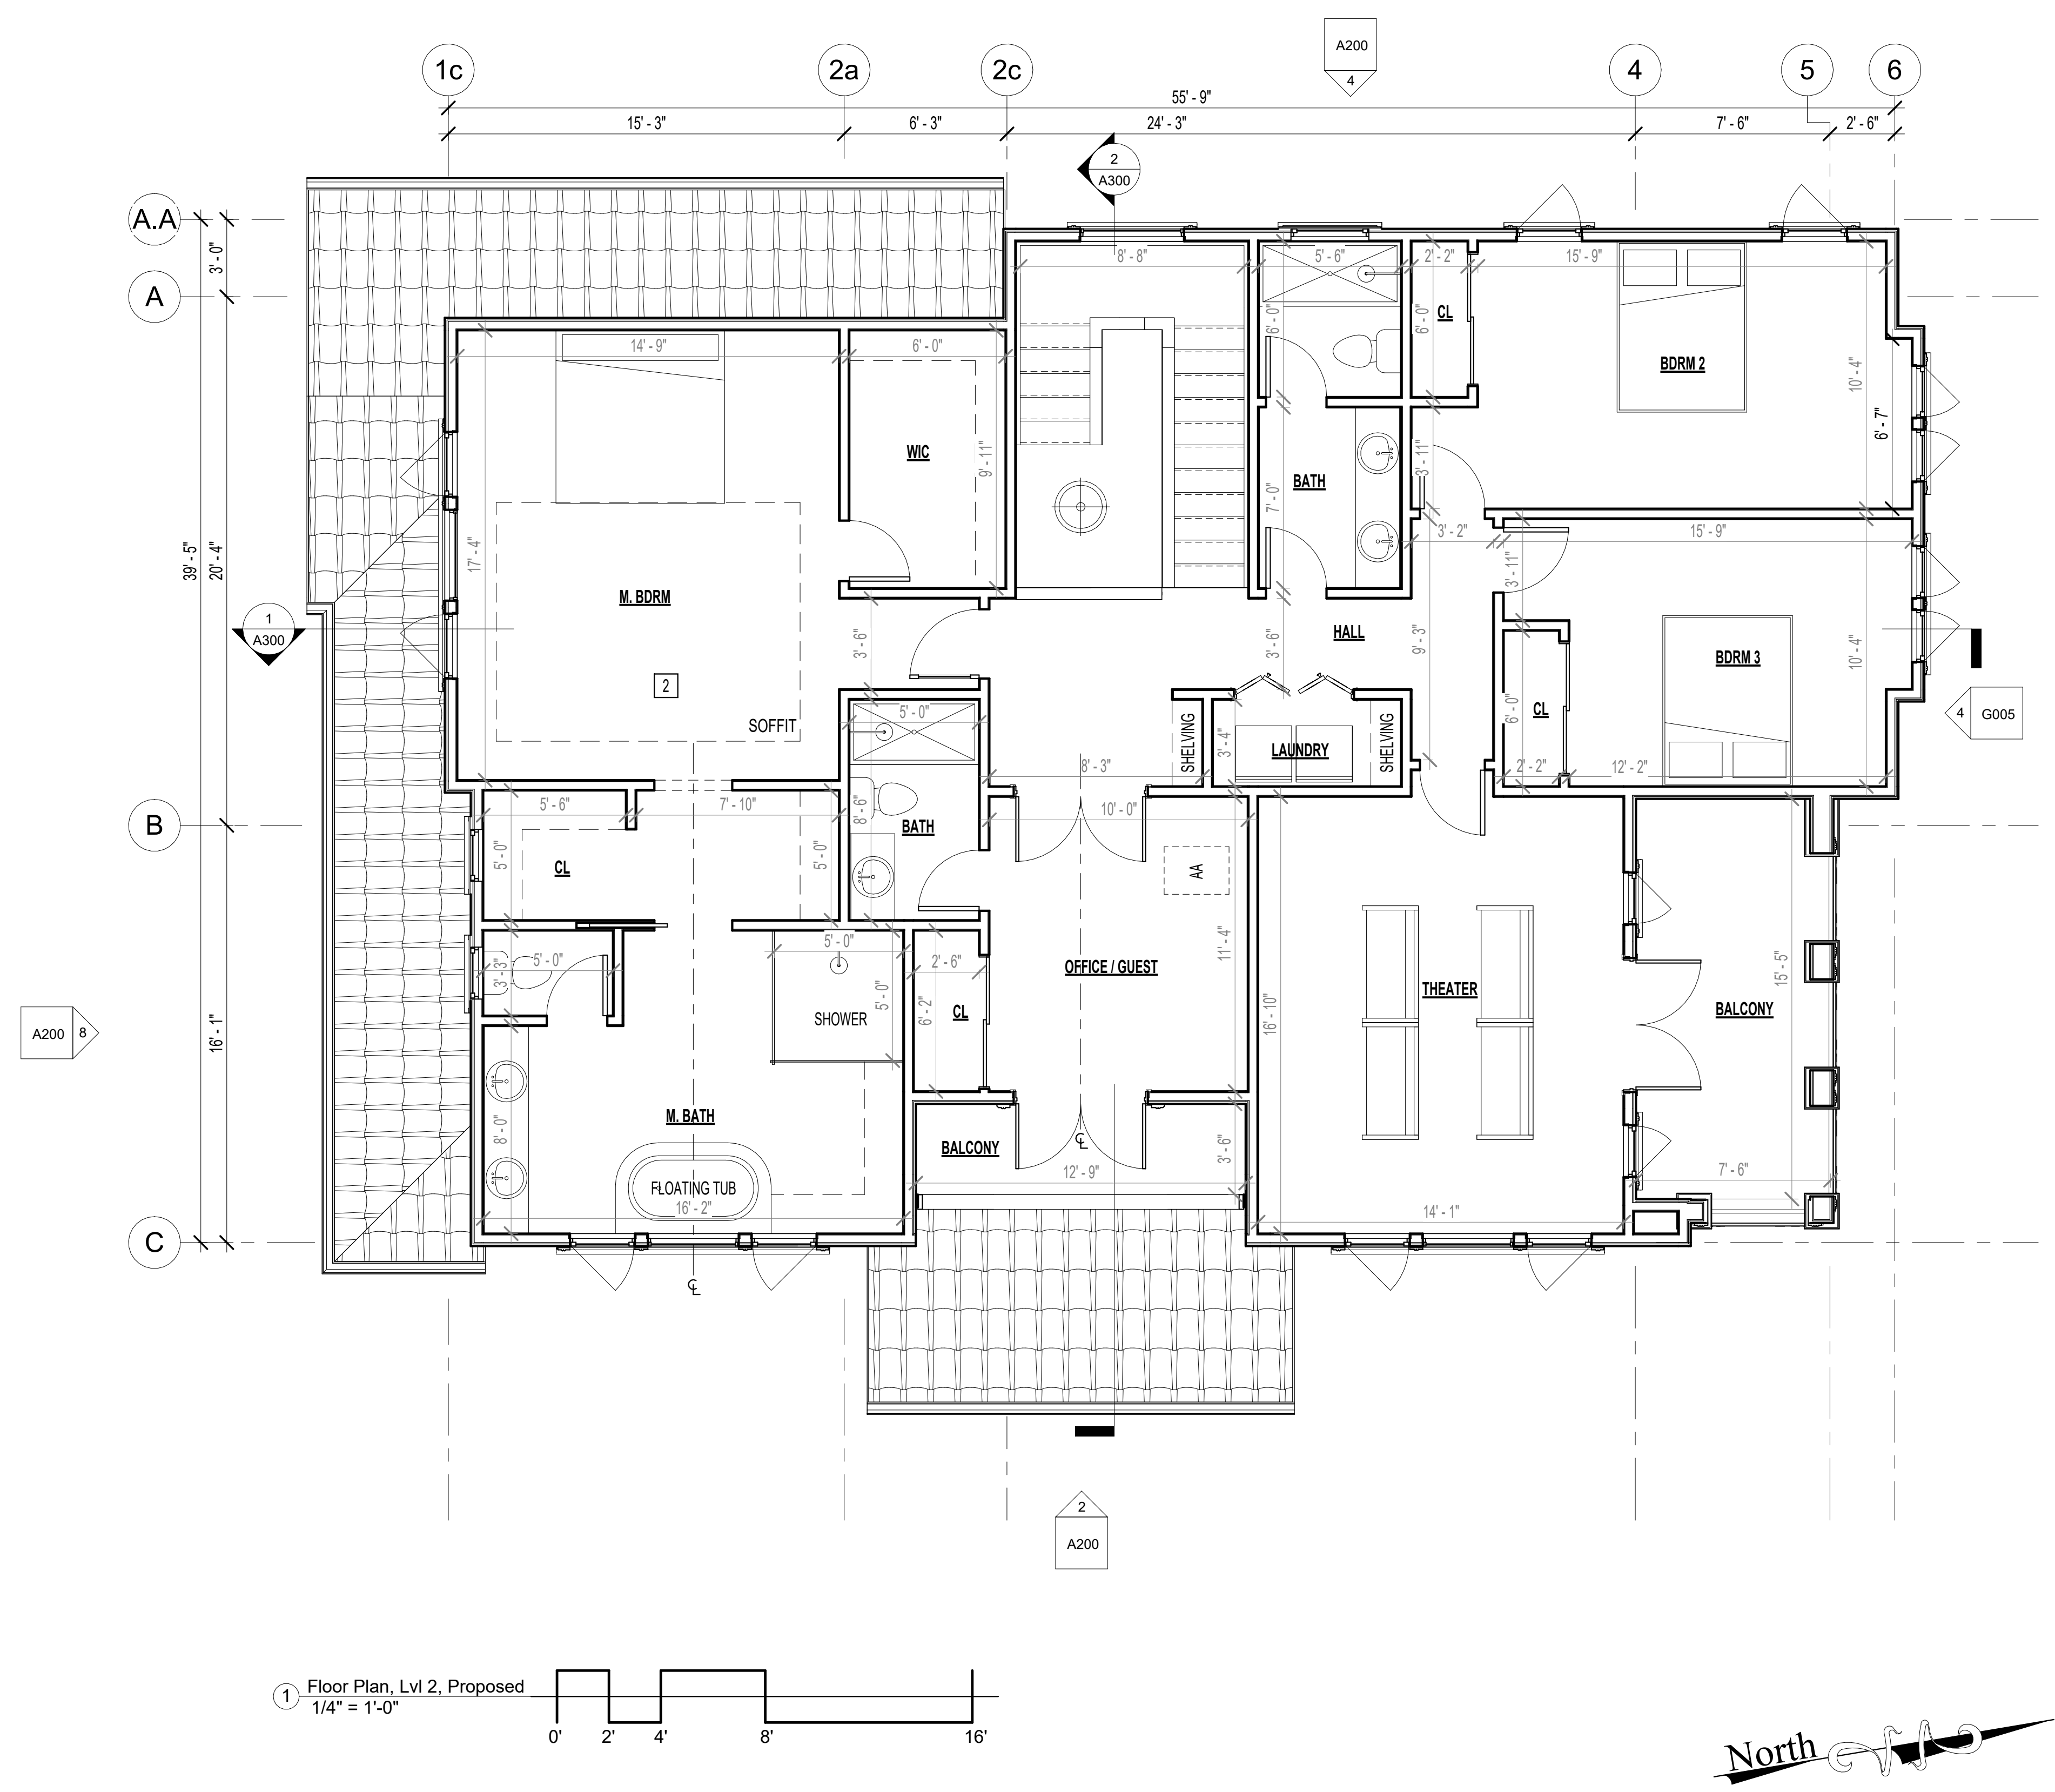 A200
4
1c
2a
2c
4
5
6
55' - 9"
15' - 3"
6' - 3"
24' - 3"
7' - 6"
2' - 6"
2
A300
A.A
3' - 0"
A
8' - 8"
5' - 6"
2' - 2"
15' - 9"
6' - 0"
CL
6' - 0"
14' - 9"
6' - 0"
BDRM 2
10' - 4"
6' - 7"
WIC
9' - 11"
BATH
7' - 0"
3' - 11"
17' - 4"
3' - 2"
15' - 9"
39' - 5"
20' - 4"
3' - 11"
M. BDRM
1
A300
3' - 6"
3' - 6"
HALL
9' - 3"
BDRM 3
10' - 4"
2
SOFFIT
5' - 0"
SHELVING
3' - 4"
LAUNDRY
SHELVING
6' - 0"
CL
4
G005
8' - 3"
2' - 2"
12' - 2"
5' - 6"
7' - 10"
8' - 6"
BATH
10' - 0"
B
5' - 0"
CL
5' - 0"
AA
5' - 0"
3' - 3"
5' - 0"
2' - 6"
11' - 4"
OFFICE / GUEST
15' - 5"
THEATER
BALCONY
5' - 0"
SHOWER
6' - 2"
CL
16' - 10"
A200
8
16' - 1"
M. BATH
8' - 0"
BALCONY
℄
3' - 6"
12' - 9"
7' - 6"
FLOATING TUB
16' - 2"
14' - 1"
C
℄
2
A200
1
Floor Plan, Lvl 2, Proposed
1/4" = 1'-0"
0'
2'
4'
8'
16'
North